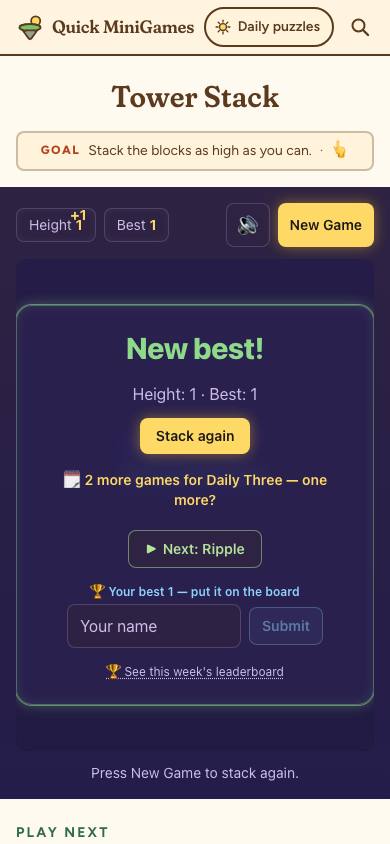 Quick MiniGames
Daily puzzles
Tower Stack
GOAL Stack the blocks as high as you can. ·
+1
Height 1
Best 1
New Game
New best!
Height: 1 · Best: 1
Stack again
2 more games for Daily Three — one
more?
Next: Ripple
Your best 1 — put it on the board
Your name
Submit
See this week's leaderboard
Press New Game to stack again.
PLAY NEXT